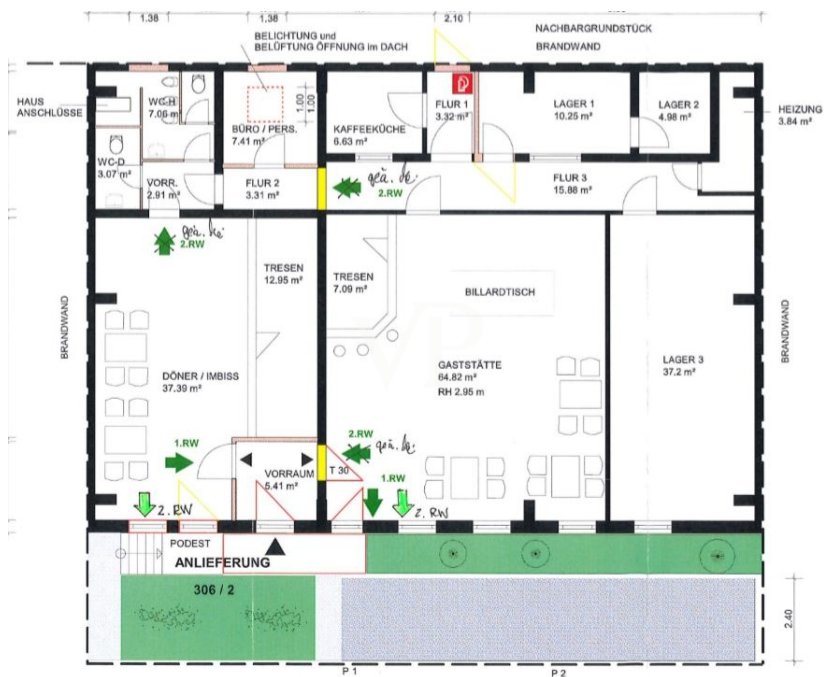 1.38
1.38
2.10
BELICHTUNG und
BELÜFTUNG ÖFFNUNG im DACH
NACHBARGRUNDSTÜCK
BRANDWAND
HAUS
ANSCHLÜSSE
WC-H
7.06 m²
BÜRO / PERS.
7.41 m²
1.00
1.00
KAFFEEKÜCHE
6.63 m²
FLUR 1
3.32 m²
LAGER 1
10.25 m²
LAGER 2
4.98 m²
HEIZUNG
3.84 m²
WC-D
3.07 m²
VORR.
2.91 m²
FLUR 2
3.31 m²
2.RW
FLUR 3
15.88 m²
2.RW
TRESEN
12.95 m²
TRESEN
7.09 m²
BILLARDTISCH
BRANDWAND
BRANDWAND
DÖNER / IMBISS
37.39 m²
GASTSTÄTTE
64.82 m²
RH 2.95 m
LAGER 3
37.2 m²
VP
1.RW
2.RW
VORRAUM
5.41 m²
T 30
1.RW
2. RW
2. RW
PODEST
ANLIEFERUNG
306 / 2
2.40
P 1
P 2